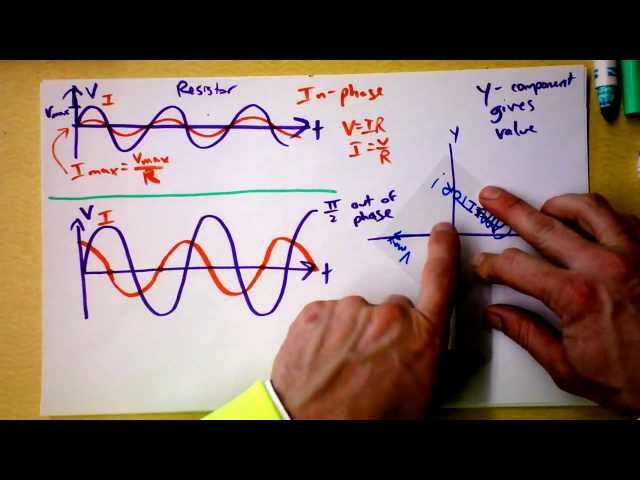 V
I
Resistor
In-phase
Vmax
t
V=IR
I = V/R
Imax = Vmax/R
Y-component
gives
value
V
I
π/2 out of
phase
t
Y